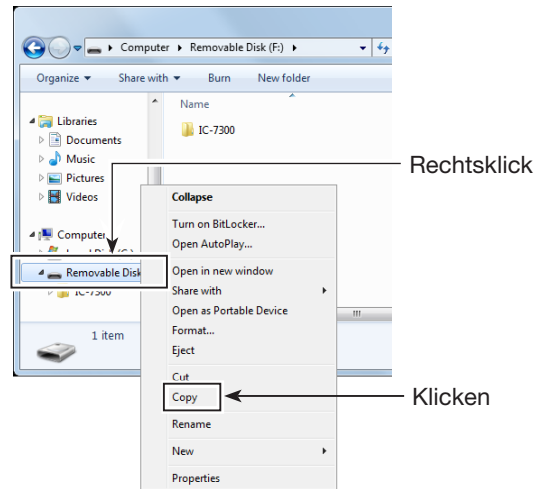 Computer ▸ Removable Disk (F:) ▸
Organize ▾ Share with ▾ Burn New folder
Name
IC-7300
Libraries
Documents
Music
Pictures
Videos
Computer
Removable Disk
IC-7300
1 item
Collapse
Turn on BitLocker...
Open AutoPlay...
Open in new window
Share with
Open as Portable Device
Format...
Eject
Cut
Copy
Rename
New
Properties
Rechtsklick
Klicken